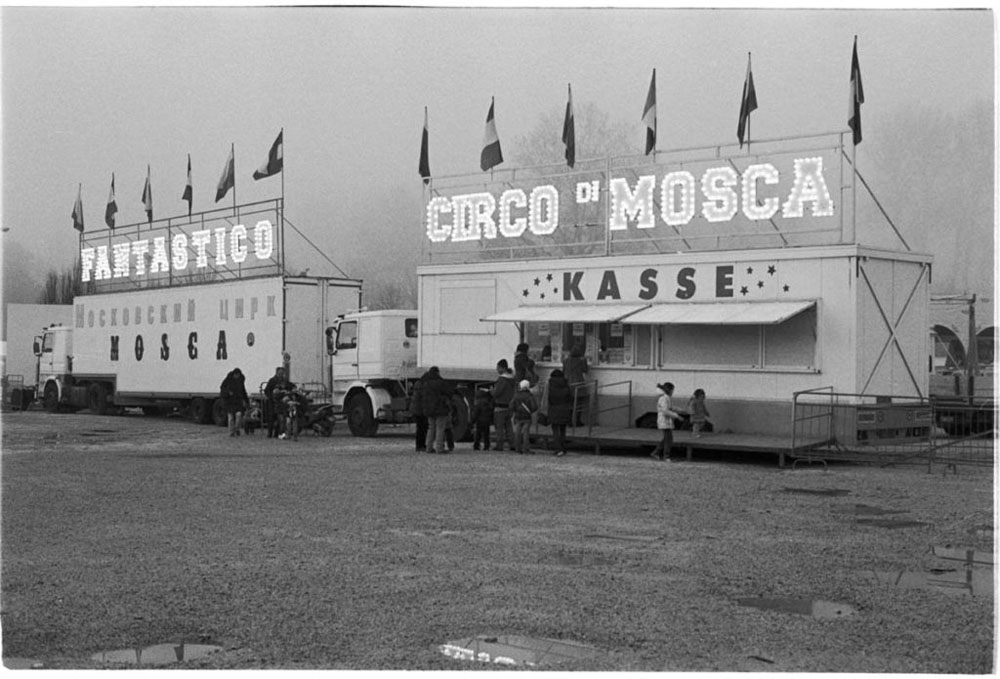 FANTASTICO
Московский цирк
MOSCA
CIRCO DI MOSCA
KASSE